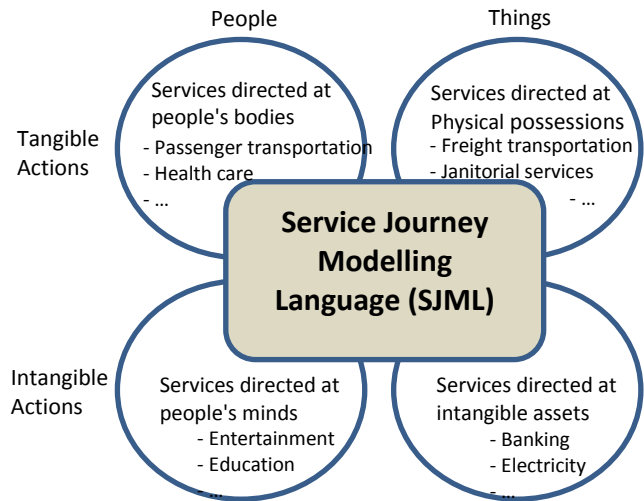 People
Things
Tangible
Actions
Services directed at
people's bodies
- Passenger transportation
- Health care
- ...
Services directed at
Physical possessions
- Freight transportation
- Janitorial services
- ...
Service Journey
Modelling
Language (SJML)
Intangible
Actions
Services directed at
people's minds
- Entertainment
- Education
- ...
Services directed at
intangible assets
- Banking
- Electricity
- ...